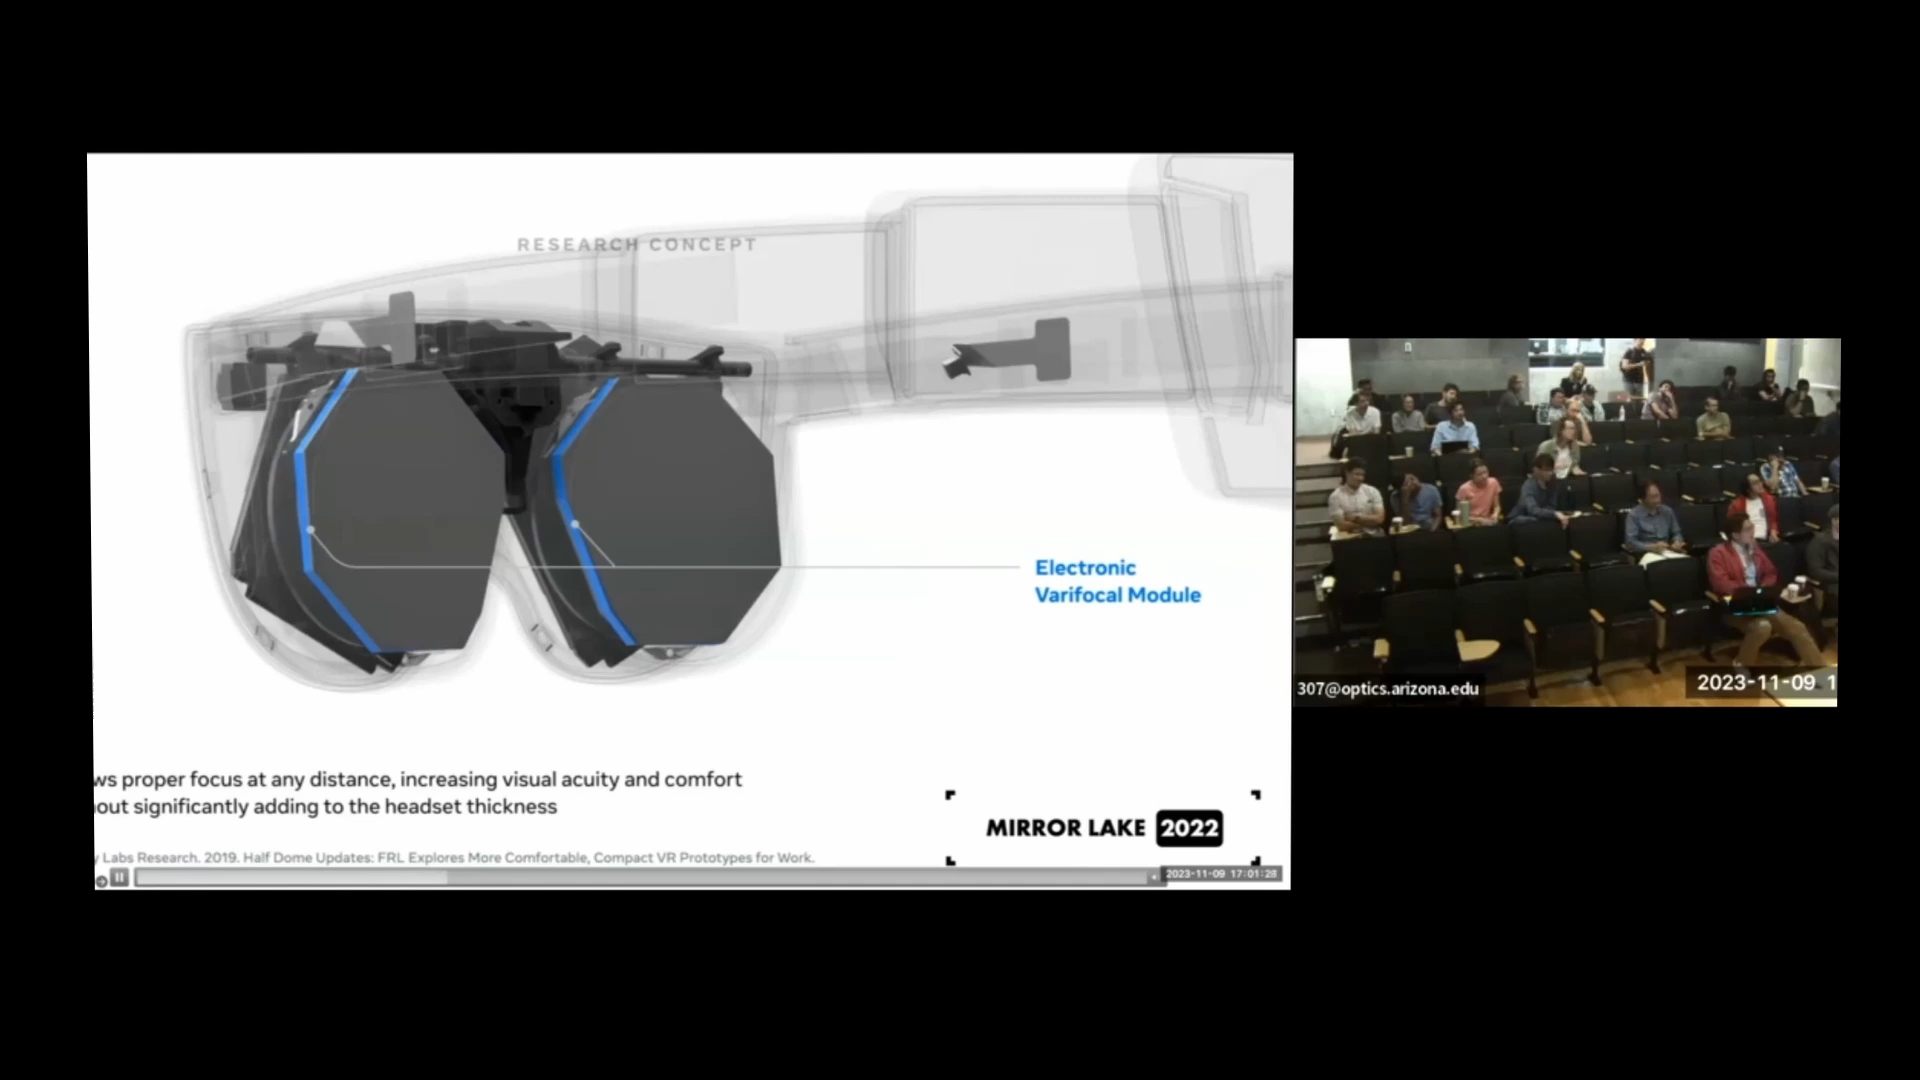 RESEARCH CONCEPT
Electronic
Varifocal Module
ws proper focus at any distance, increasing visual acuity and comfort
out significantly adding to the headset thickness
MIRROR LAKE 2022
y Labs Research. 2019. Half Dome Updates: FRL Explores More Comfortable, Compact VR Prototypes for Work.
2023-11-09 17:01:28
307@optics.arizona.edu
2023-11-09 1